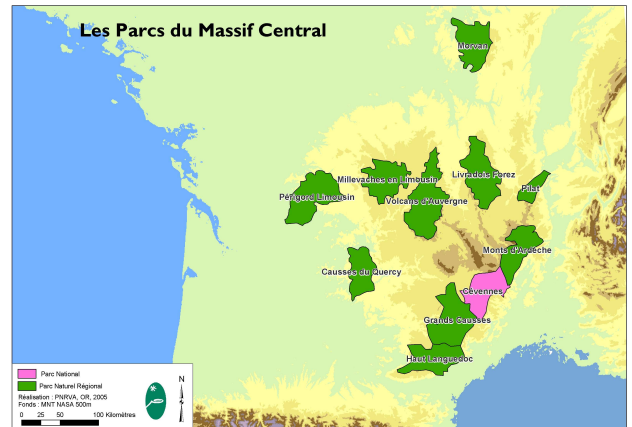 Les Parcs du Massif Central
Morvan
Millevaches en Limousin
Livradois Forez
Périgord Limousin
Volcans d'Auvergne
Pilat
Monts d'Ardèche
Causses du Quercy
Cévennes
Grands Causses
Haut Languedoc
Parc National
Parc Naturel Régional
Réalisation : PNRVA, OR, 2005
Fonds : MNT NASA 500m
0 25 50 100 Kilomètres
N